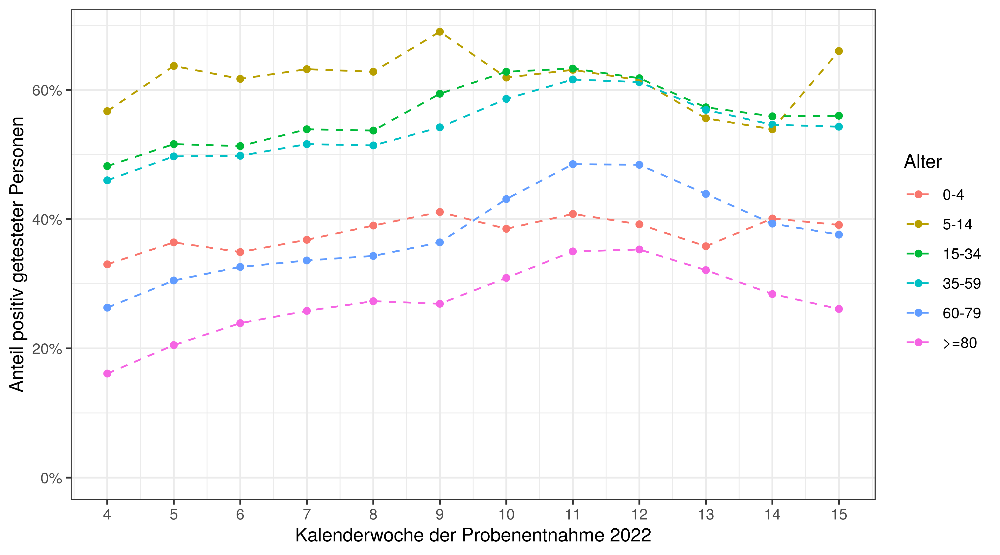 Anteil positiv getesteter Personen
60%
40%
20%
0%
4 5 6 7 8 9 10 11 12 13 14 15
Kalenderwoche der Probenentnahme 2022
Alter
0-4
5-14
15-34
35-59
60-79
>=80